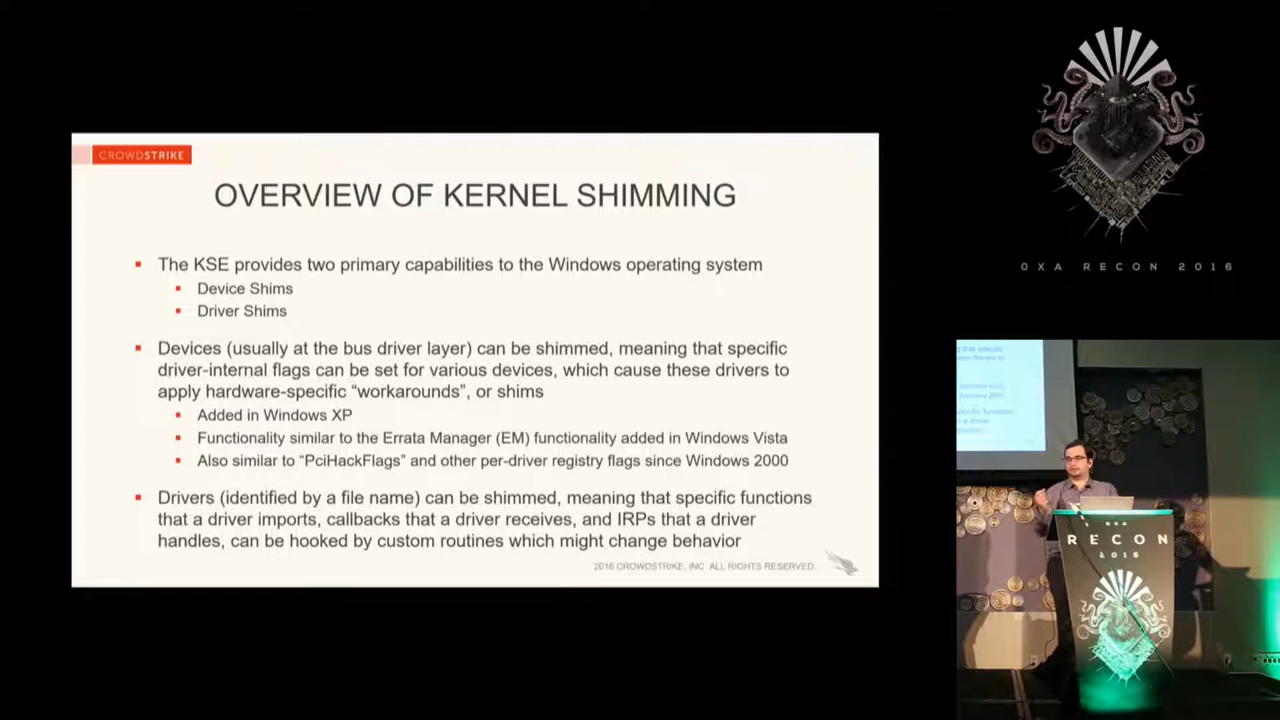 CROWDSTRIKE
OVERVIEW OF KERNEL SHIMMING
The KSE provides two primary capabilities to the Windows operating system
Device Shims
Driver Shims
Devices (usually at the bus driver layer) can be shimmed, meaning that specific
driver-internal flags can be set for various devices, which cause these drivers to
apply hardware-specific “workarounds”, or shims
Added in Windows XP
Functionality similar to the Errata Manager (EM) functionality added in Windows Vista
Also similar to “PciHackFlags” and other per-driver registry flags since Windows 2000
Drivers (identified by a file name) can be shimmed, meaning that specific functions
that a driver imports, callbacks that a driver receives, and IRPs that a driver
handles, can be hooked by custom routines which might change behavior
2016 CROWDSTRIKE, INC. ALL RIGHTS RESERVED.
0XA RECON 2016
0XA
RECON
2016